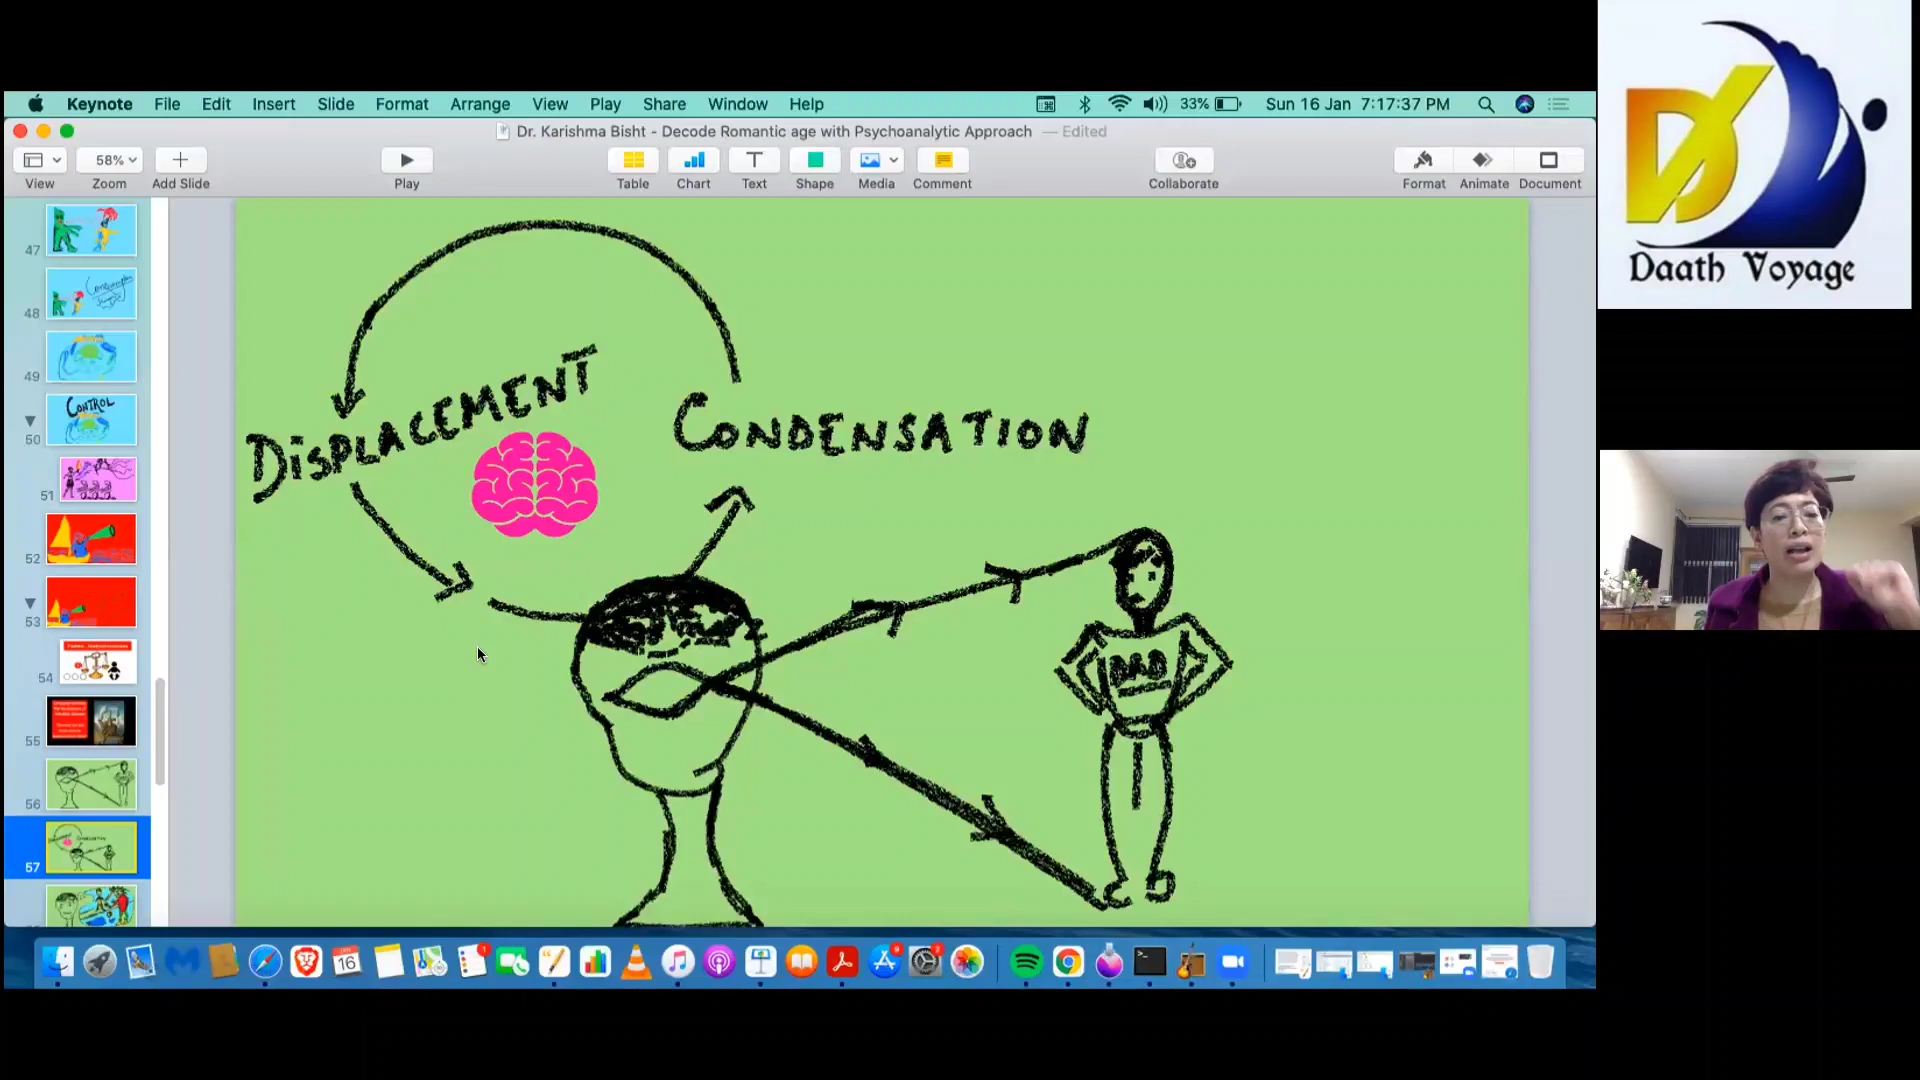 Keynote File Edit Insert Slide Format Arrange View Play Share Window Help 33% Sun 16 Jan 7:17:37 PM
Dr. Karishma Bisht - Decode Romantic age with Psychoanalytic Approach — Edited
58%
View Zoom Add Slide Play Table Chart Text Shape Media Comment Collaborate Format Animate Document
47
48
49
CONTROL
50
51
52
53
54
55
56
57
DISPLACEMENT
CONDENSATION
DAD
JAN
16
Daath Voyage